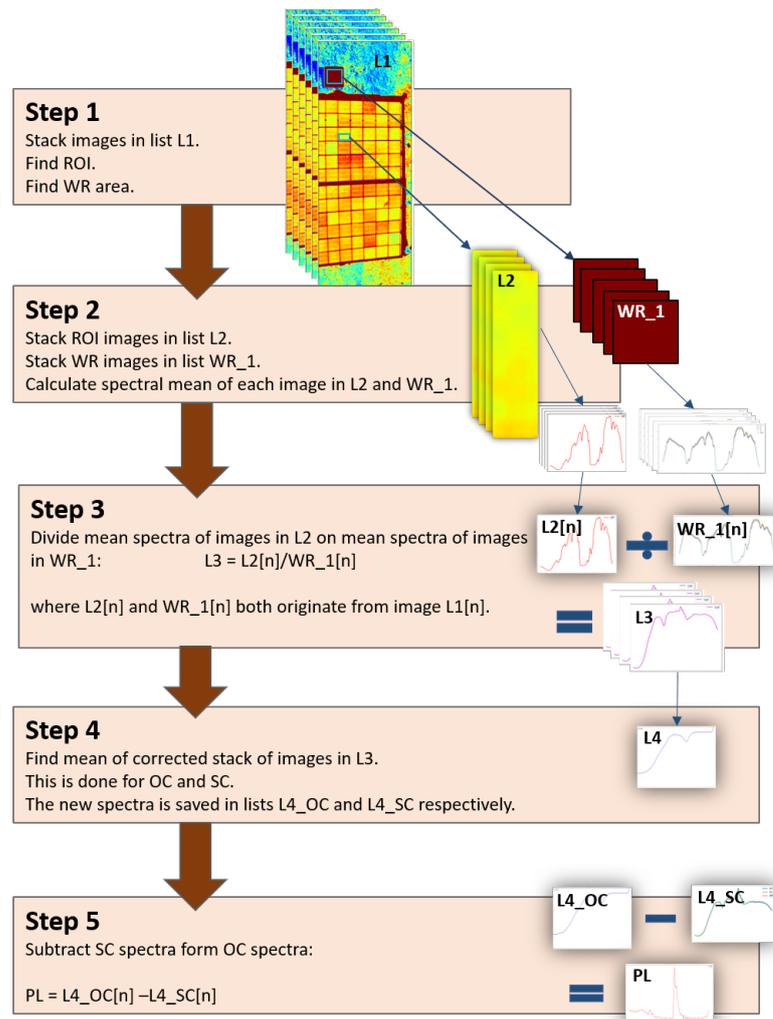 L1
Step 1
Stack images in list L1.
Find ROI.
Find WR area.
Step 2
Stack ROI images in list L2.
Stack WR images in list WR_1.
Calculate spectral mean of each image in L2 and WR_1.
L2
WR_1
Step 3
Divide mean spectra of images in L2 on mean spectra of images
in WR_1: L3 = L2[n]/WR_1[n]
where L2[n] and WR_1[n] both originate from image L1[n].
L2[n] ÷ WR_1[n]
= L3
Step 4
Find mean of corrected stack of images in L3.
This is done for OC and SC.
The new spectra is saved in lists L4_OC and L4_SC respectively.
L4
Step 5
Subtract SC spectra form OC spectra:
PL = L4_OC[n] –L4_SC[n]
L4_OC − L4_SC
= PL